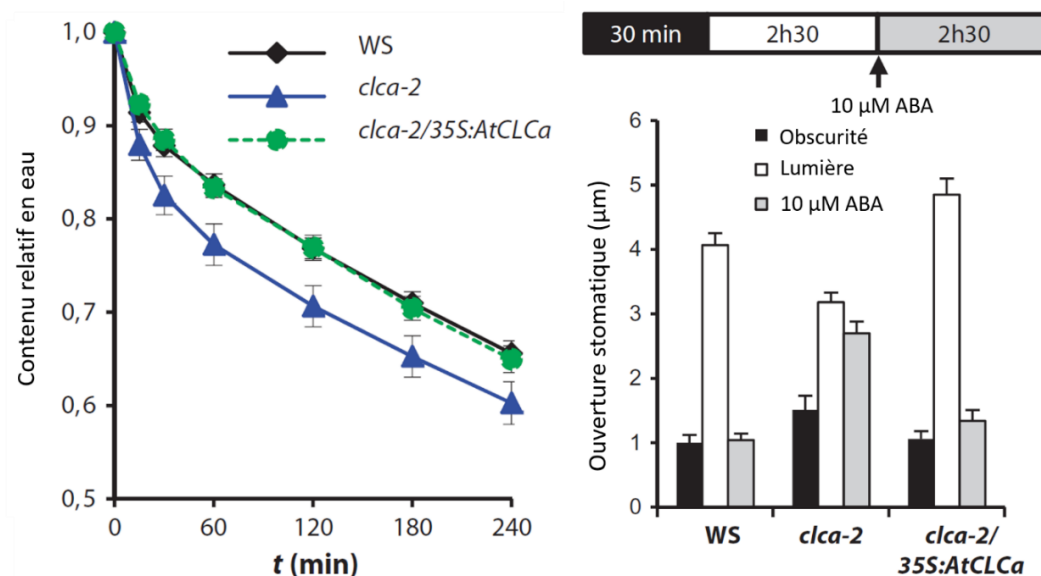 1,0
0,9
0,8
0,7
0,6
0,5
Contenu relatif en eau
0
60
120
180
240
t (min)
WS
clca-2
clca-2/35S:AtCLCa
30 min
2h30
2h30
10 µM ABA
6
5
4
3
2
1
0
Ouverture stomatique (µm)
Obscurité
Lumière
10 µM ABA
WS
clca-2
clca-2/
35S:AtCLCa